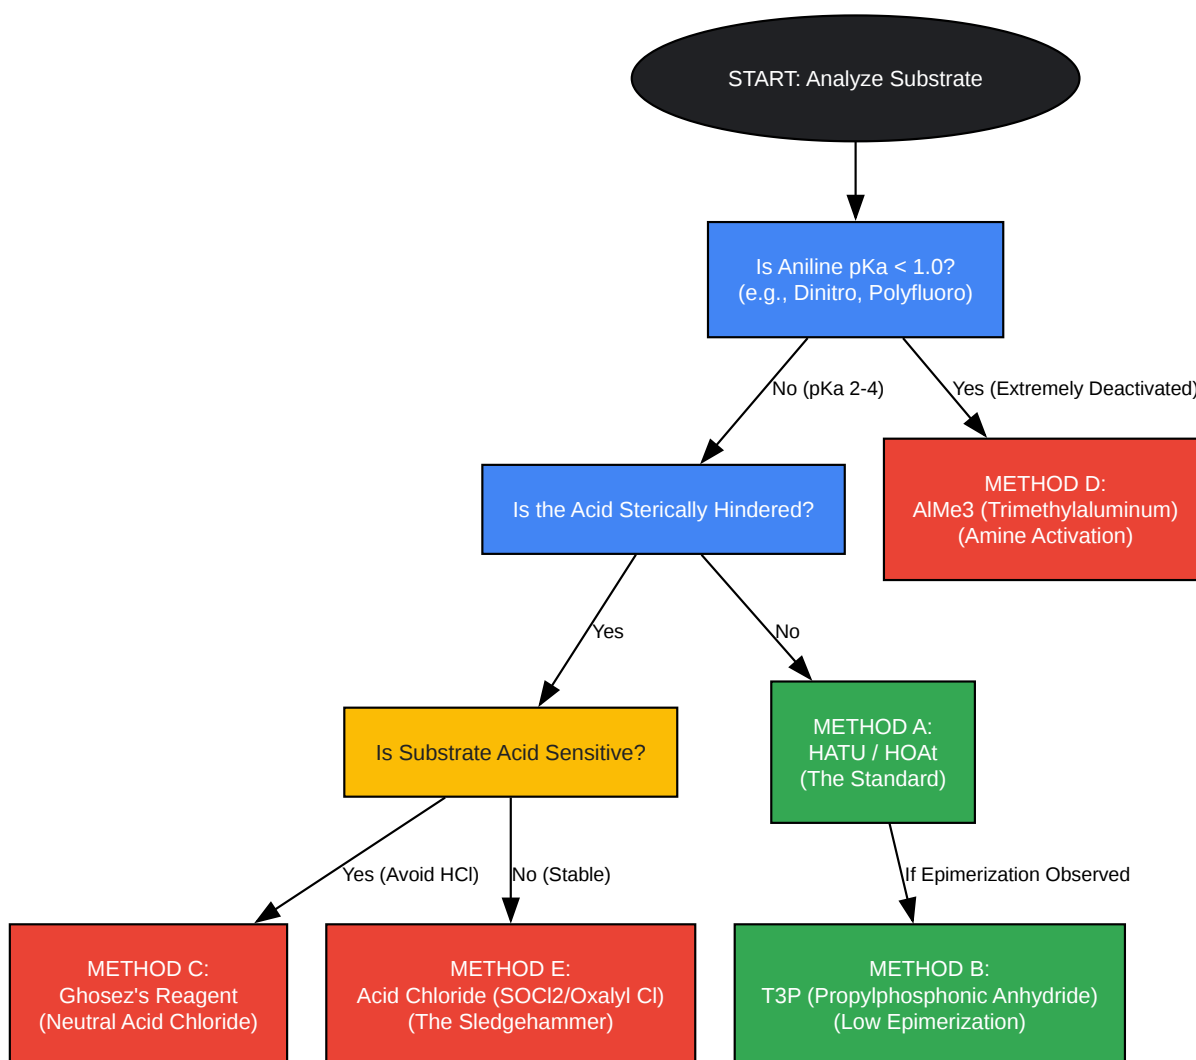 START: Analyze Substrate
Is Aniline pKa < 1.0?
(e.g., Dinitro, Polyfluoro)
No (pKa 2-4)
Yes (Extremely Deactivated)
METHOD D:
AlMe3 (Trimethylaluminum)
(Amine Activation)
Is the Acid Sterically Hindered?
Yes
No
METHOD A:
HATU / HOAt
(The Standard)
Is Substrate Acid Sensitive?
Yes (Avoid HCl)
No (Stable)
If Epimerization Observed
METHOD C:
Ghosez's Reagent
(Neutral Acid Chloride)
METHOD E:
Acid Chloride (SOCl2/Oxalyl Cl)
(The Sledgehammer)
METHOD B:
T3P (Propylphosphonic Anhydride)
(Low Epimerization)